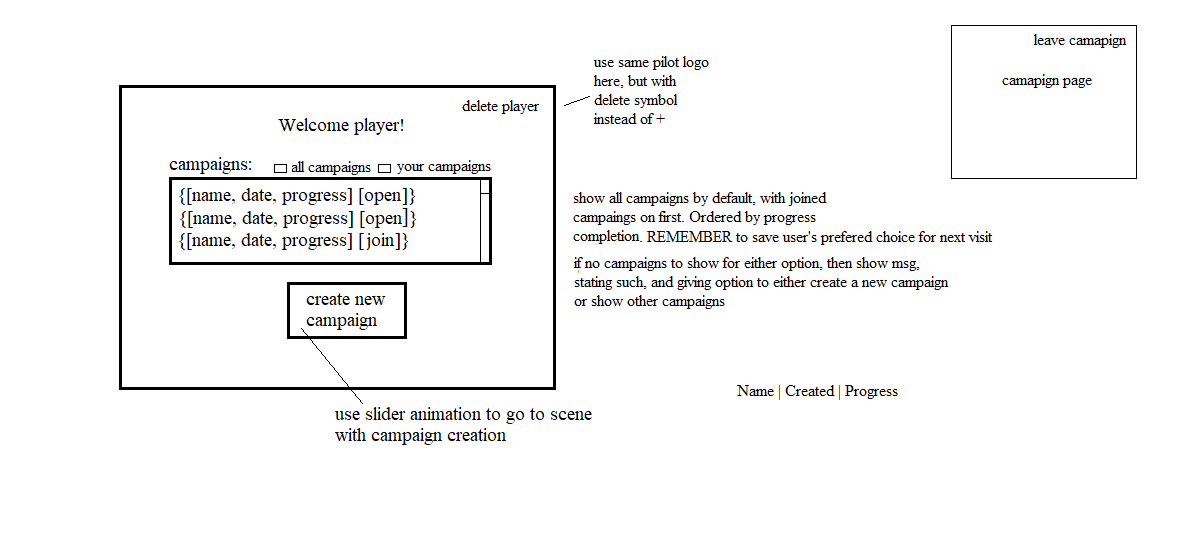 leave camapign
camapign page
use same pilot logo
here, but with
delete symbol
instead of +
delete player
Welcome player!
campaigns:
all campaigns
your campaigns
{[name, date, progress] [open]}
{[name, date, progress] [open]}
{[name, date, progress] [join]}
create new
campaign
show all campaigns by default, with joined
campaings on first. Ordered by progress
completion. REMEMBER to save user's prefered choice for next visit
if no campaigns to show for either option, then show msg,
stating such, and giving option to either create a new campaign
or show other campaigns
Name | Created | Progress
use slider animation to go to scene
with campaign creation